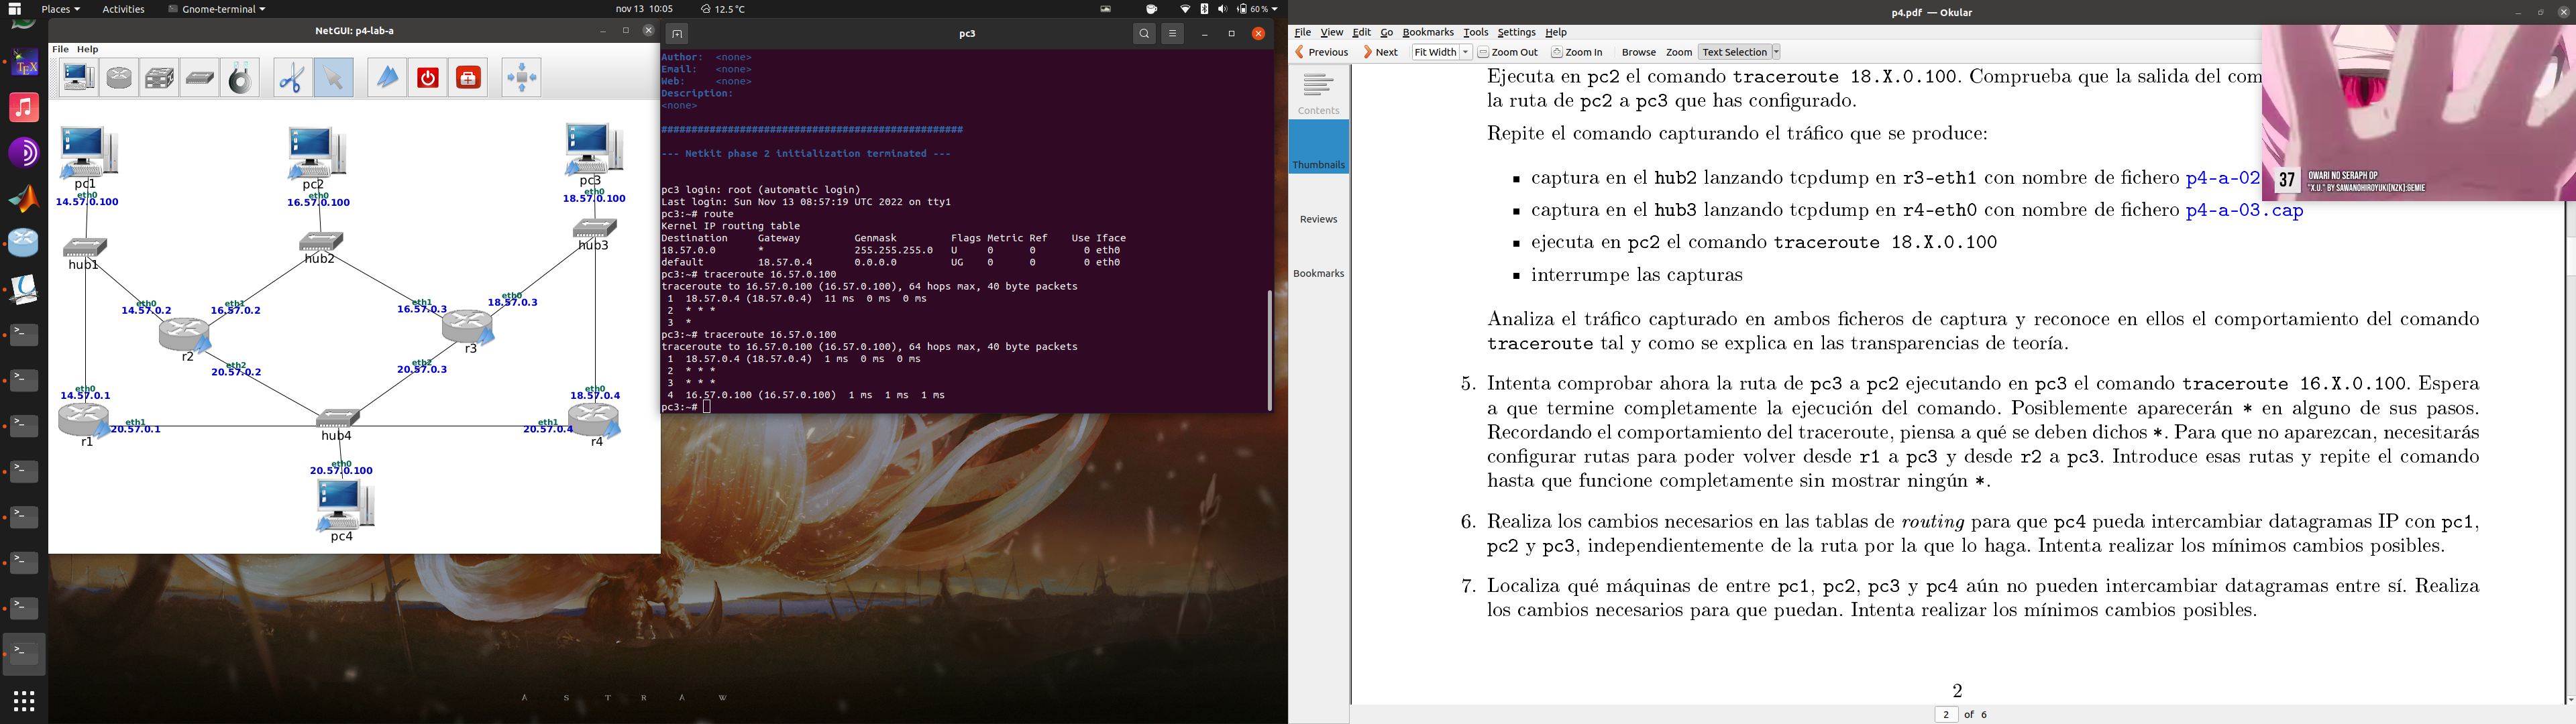 Places
Activities
Gnome-terminal
nov 13 10:05
12.5 °C
60 %
NetGUI: p4-lab-a
File Help
pc1
eth0
14.57.0.100
pc2
eth0
16.57.0.100
pc3
eth0
18.57.0.100
hub1
hub2
hub3
eth0
14.57.0.2
eth1
16.57.0.2
eth1
16.57.0.3
eth0
18.57.0.3
r2
r3
eth2
20.57.0.2
eth2
20.57.0.3
eth0
14.57.0.1
eth0
18.57.0.4
r1
eth1
20.57.0.1
hub4
eth1
20.57.0.4
r4
eth0
20.57.0.100
pc4
pc3
Author: <none>
Email: <none>
Web: <none>
Description:
<none>
--- Netkit phase 2 initialization terminated ---
pc3 login: root (automatic login)
Last login: Sun Nov 13 08:57:19 UTC 2022 on tty1
pc3:~# route
Kernel IP routing table
Destination Gateway Genmask Flags Metric Ref Use Iface
18.57.0.0 * 255.255.255.0 U 0 0 0 eth0
default 18.57.0.4 0.0.0.0 UG 0 0 0 eth0
pc3:~# traceroute 16.57.0.100
traceroute to 16.57.0.100 (16.57.0.100), 64 hops max, 40 byte packets
1 18.57.0.4 (18.57.0.4) 11 ms 0 ms 0 ms
2 * * *
3 *
pc3:~# traceroute 16.57.0.100
traceroute to 16.57.0.100 (16.57.0.100), 64 hops max, 40 byte packets
1 18.57.0.4 (18.57.0.4) 1 ms 0 ms 0 ms
2 * * *
3 * * *
4 16.57.0.100 (16.57.0.100) 1 ms 1 ms 1 ms
pc3:~#
A S T R A W
p4.pdf — Okular
File View Edit Go Bookmarks Tools Settings Help
Previous Next Fit Width Zoom Out Zoom In Browse Zoom Text Selection
Contents
Thumbnails
Reviews
Bookmarks
Ejecuta en pc2 el comando traceroute 18.X.0.100. Comprueba que la salida del com
la ruta de pc2 a pc3 que has configurado.
Repite el comando capturando el tráfico que se produce:
▪ captura en el hub2 lanzando tcpdump en r3-eth1 con nombre de fichero p4-a-02
▪ captura en el hub3 lanzando tcpdump en r4-eth0 con nombre de fichero p4-a-03.cap
▪ ejecuta en pc2 el comando traceroute 18.X.0.100
▪ interrumpe las capturas
Analiza el tráfico capturado en ambos ficheros de captura y reconoce en ellos el comportamiento del comando
traceroute tal y como se explica en las transparencias de teoría.
5. Intenta comprobar ahora la ruta de pc3 a pc2 ejecutando en pc3 el comando traceroute 16.X.0.100. Espera
a que termine completamente la ejecución del comando. Posiblemente aparecerán * en alguno de sus pasos.
Recordando el comportamiento del traceroute, piensa a qué se deben dichos *. Para que no aparezcan, necesitarás
configurar rutas para poder volver desde r1 a pc3 y desde r2 a pc3. Introduce esas rutas y repite el comando
hasta que funcione completamente sin mostrar ningún *.
6. Realiza los cambios necesarios en las tablas de routing para que pc4 pueda intercambiar datagramas IP con pc1,
pc2 y pc3, independientemente de la ruta por la que lo haga. Intenta realizar los mínimos cambios posibles.
7. Localiza qué máquinas de entre pc1, pc2, pc3 y pc4 aún no pueden intercambiar datagramas entre sí. Realiza
los cambios necesarios para que puedan. Intenta realizar los mínimos cambios posibles.
2
2 of 6
37
OWARI NO SERAPH OP
"X.U." BY SAWANOHIROYUKI[NZK]:GEMIE